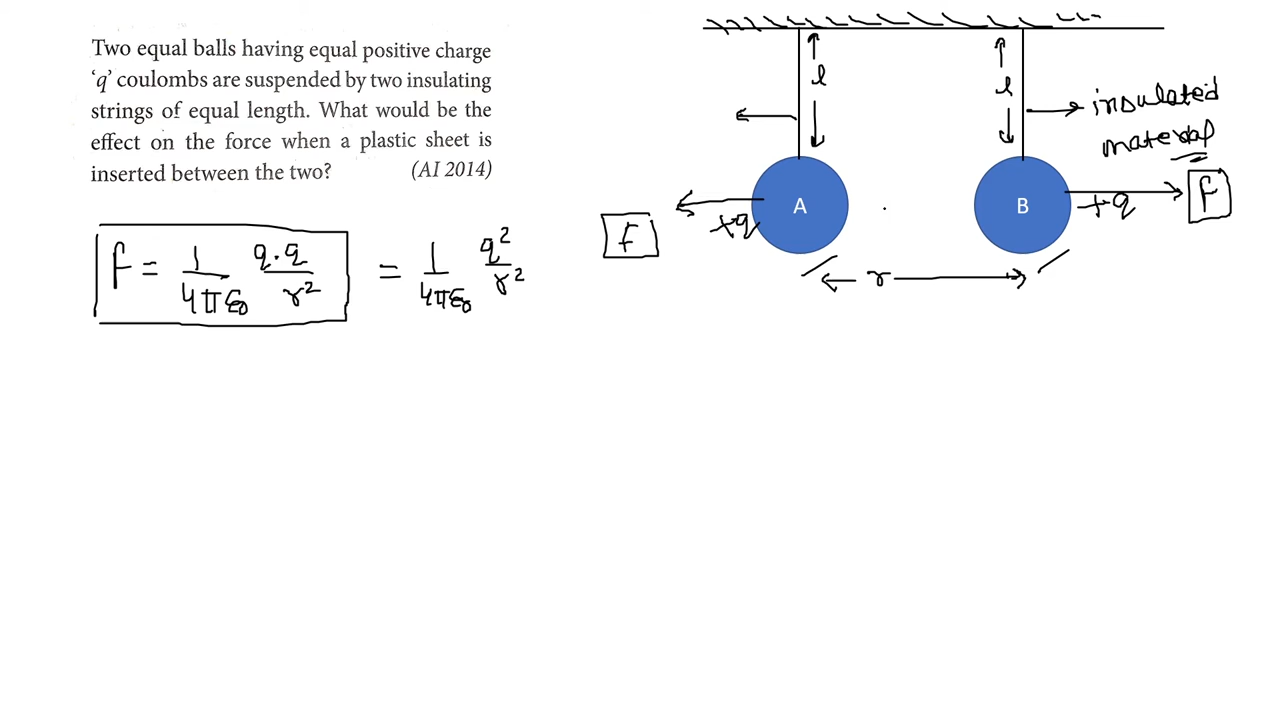 Two equal balls having equal positive charge
‘q’ coulombs are suspended by two insulating
strings of equal length. What would be the
effect on the force when a plastic sheet is
inserted between the two? (AI 2014)
F = 1/4πε₀ q·q/r² = 1/4πε₀ q²/r²
l
l
insulated
material
A
B
+q
+q
F
F
r